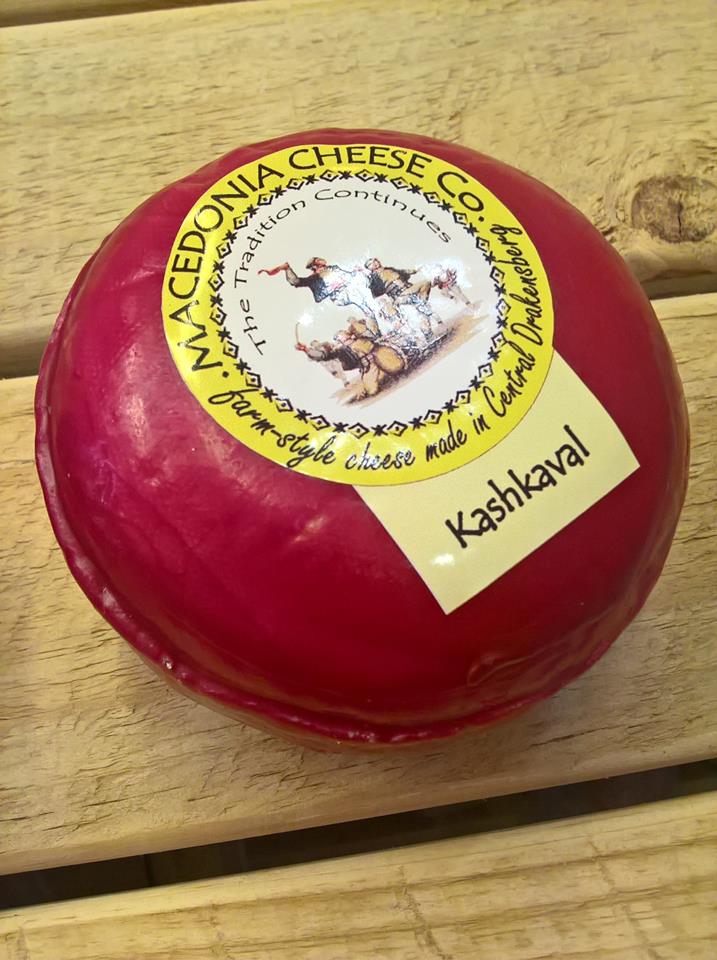 MACEDONIA CHEESE CO.
The Tradition Continues
farm-style cheese made in Central Drakensberg
Kashkaval